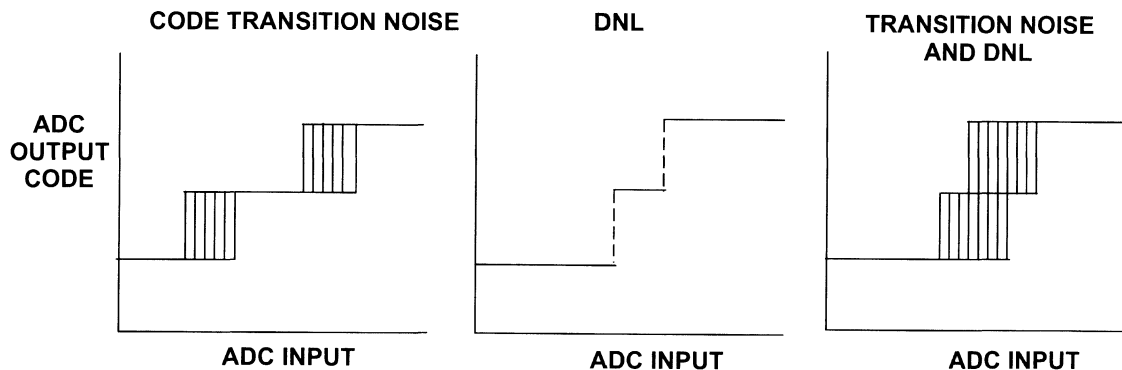 CODE TRANSITION NOISE
DNL
TRANSITION NOISE
AND DNL
ADC
OUTPUT
CODE
ADC INPUT
ADC INPUT
ADC INPUT